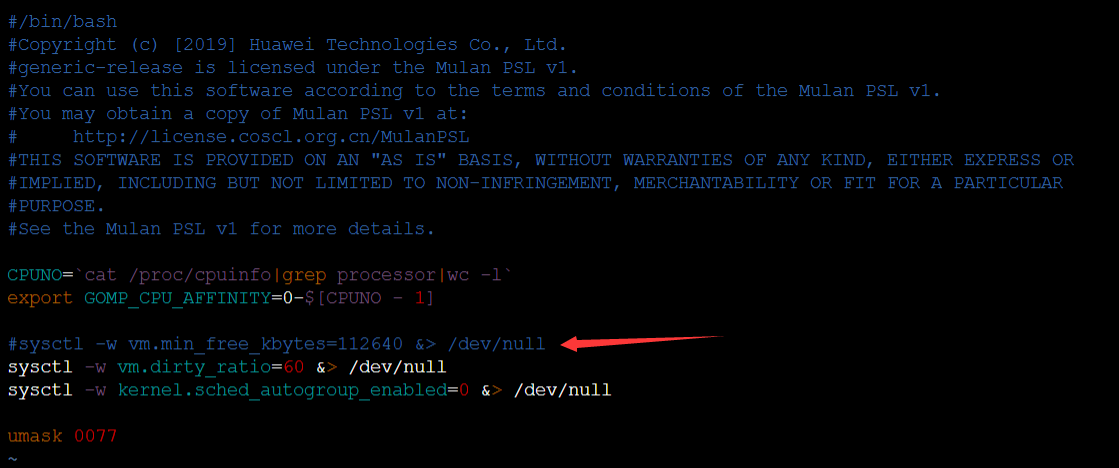 #/bin/bash
#Copyright (c) [2019] Huawei Technologies Co., Ltd.
#generic-release is licensed under the Mulan PSL v1.
#You can use this software according to the terms and conditions of the Mulan PSL v1.
#You may obtain a copy of Mulan PSL v1 at:
#     http://license.coscl.org.cn/MulanPSL
#THIS SOFTWARE IS PROVIDED ON AN "AS IS" BASIS, WITHOUT WARRANTIES OF ANY KIND, EITHER EXPRESS OR
#IMPLIED, INCLUDING BUT NOT LIMITED TO NON-INFRINGEMENT, MERCHANTABILITY OR FIT FOR A PARTICULAR
#PURPOSE.
#See the Mulan PSL v1 for more details.

CPUNO=`cat /proc/cpuinfo|grep processor|wc -l`
export GOMP_CPU_AFFINITY=0-$[CPUNO - 1]

#sysctl -w vm.min_free_kbytes=112640 &> /dev/null
sysctl -w vm.dirty_ratio=60 &> /dev/null
sysctl -w kernel.sched_autogroup_enabled=0 &> /dev/null

umask 0077
~